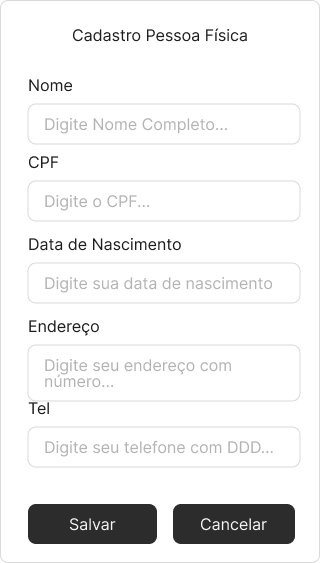 Cadastro Pessoa Física
Nome
Digite Nome Completo...
CPF
Digite o CPF...
Data de Nascimento
Digite sua data de nascimento
Endereço
Digite seu endereço com
número...
Tel
Digite seu telefone com DDD...
Salvar
Cancelar